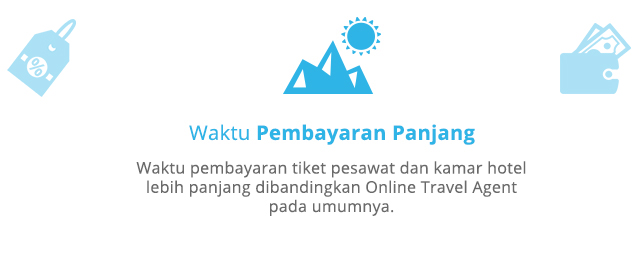 %
Waktu Pembayaran Panjang
Waktu pembayaran tiket pesawat dan kamar hotel
lebih panjang dibandingkan Online Travel Agent
pada umumnya.